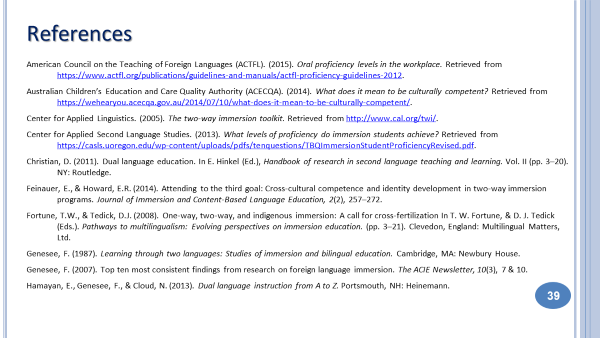 References
American Council on the Teaching of Foreign Languages (ACTFL). (2015). Oral proficiency levels in the workplace. Retrieved from
https://www.actfl.org/publications/guidelines-and-manuals/actfl-proficiency-guidelines-2012.
Australian Children's Education and Care Quality Authority (ACECQA). (2014). What does it mean to be culturally competent? Retrieved from
https://wehearyou.acecqa.gov.au/2014/07/10/what-does-it-mean-to-be-culturally-competent/.
Center for Applied Linguistics. (2005). The two-way immersion toolkit. Retrieved from http://www.cal.org/twi/.
Center for Applied Second Language Studies. (2013). What levels of proficiency do immersion students achieve? Retrieved from
https://casls.uoregon.edu/wp-content/uploads/pdfs/tenquestions/TBQImmersionStudentProficiencyRevised.pdf.
Christian, D. (2011). Dual language education. In E. Hinkel (Ed.), Handbook of research in second language teaching and learning. Vol. II (pp. 3–20).
NY: Routledge.
Feinauer, E., & Howard, E.R. (2014). Attending to the third goal: Cross-cultural competence and identity development in two-way immersion
programs. Journal of Immersion and Content-Based Language Education, 2(2), 257–272.
Fortune, T.W., & Tedick, D.J. (2008). One-way, two-way, and indigenous immersion: A call for cross-fertilization In T. W. Fortune, & D. J. Tedick
(Eds.). Pathways to multilingualism: Evolving perspectives on immersion education. (pp. 3–21). Clevedon, England: Multilingual Matters,
Ltd.
Genesee, F. (1987). Learning through two languages: Studies of immersion and bilingual education. Cambridge, MA: Newbury House.
Genesee, F. (2007). Top ten most consistent findings from research on foreign language immersion. The ACIE Newsletter, 10(3), 7 & 10.
Hamayan, E., Genesee, F., & Cloud, N. (2013). Dual language instruction from A to Z. Portsmouth, NH: Heinemann.
39